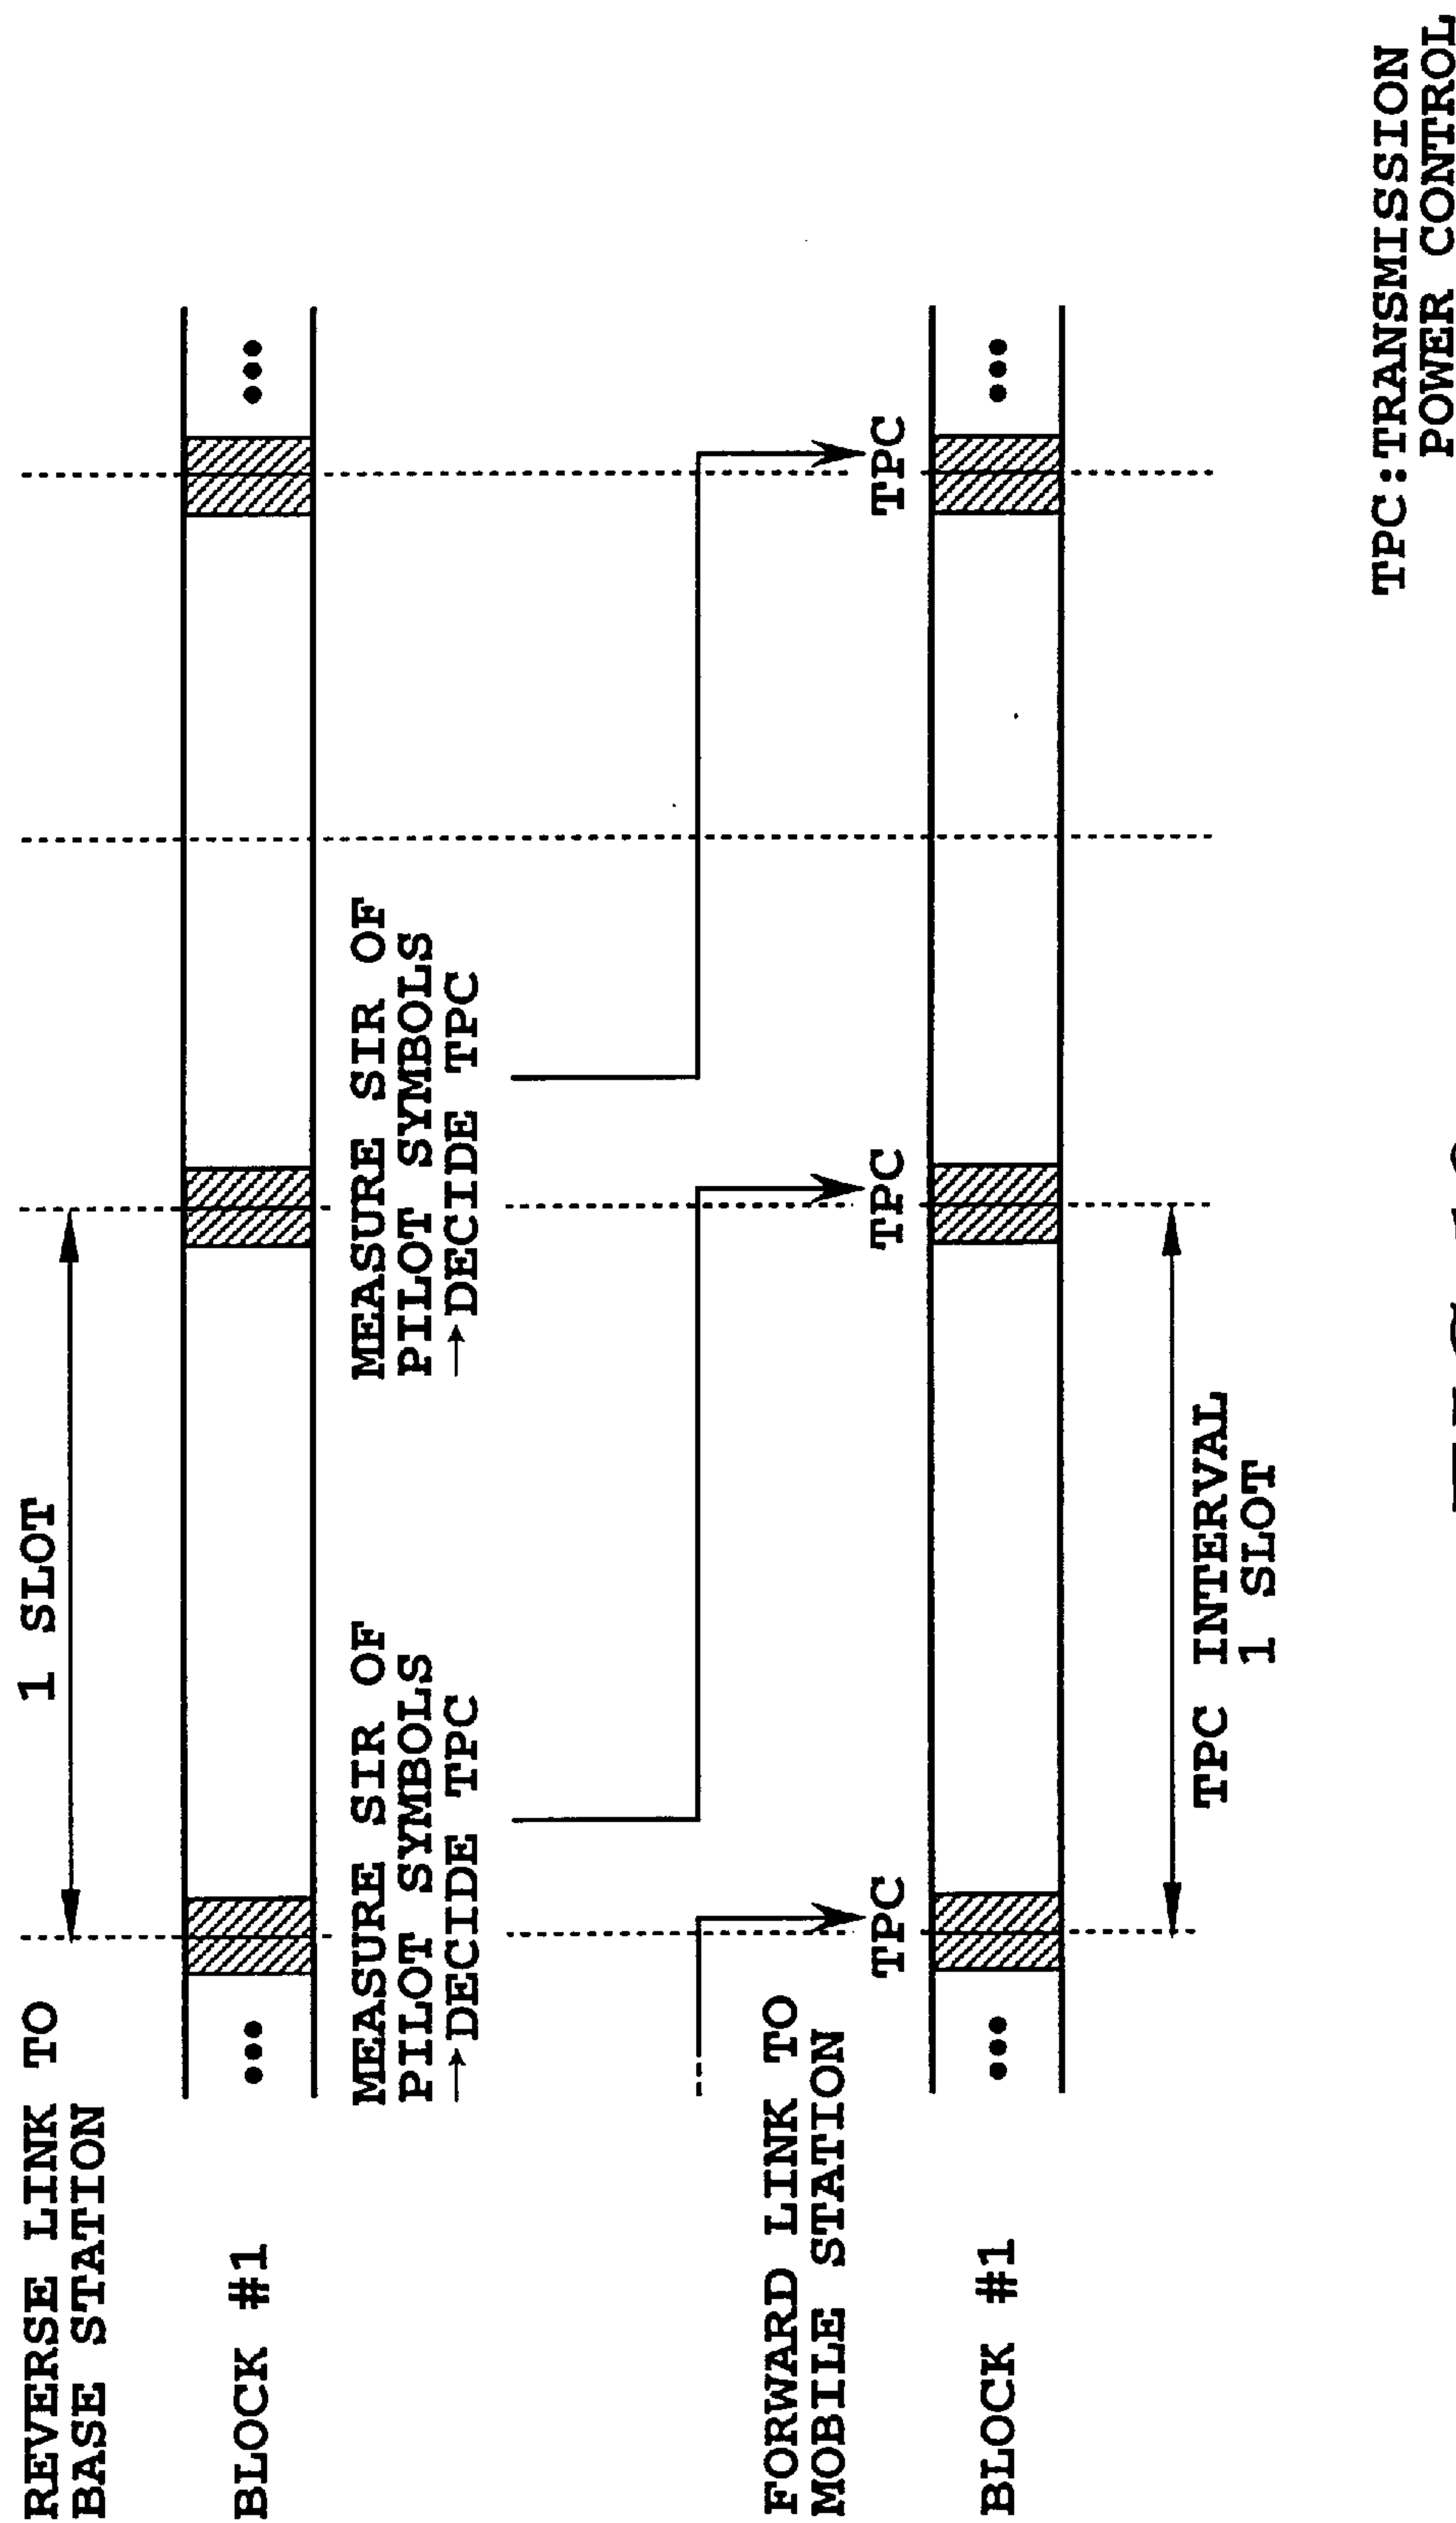 REVERSE LINK TO
BASE STATION
1 SLOT
BLOCK #1
•••
•••
MEASURE SIR OF
PILOT SYMBOLS
→DECIDE TPC
MEASURE SIR OF
PILOT SYMBOLS
→DECIDE TPC
FORWARD LINK TO
MOBILE STATION
TPC
TPC
TPC
BLOCK #1
•••
•••
TPC INTERVAL
1 SLOT
TPC:TRANSMISSION
POWER CONTROL